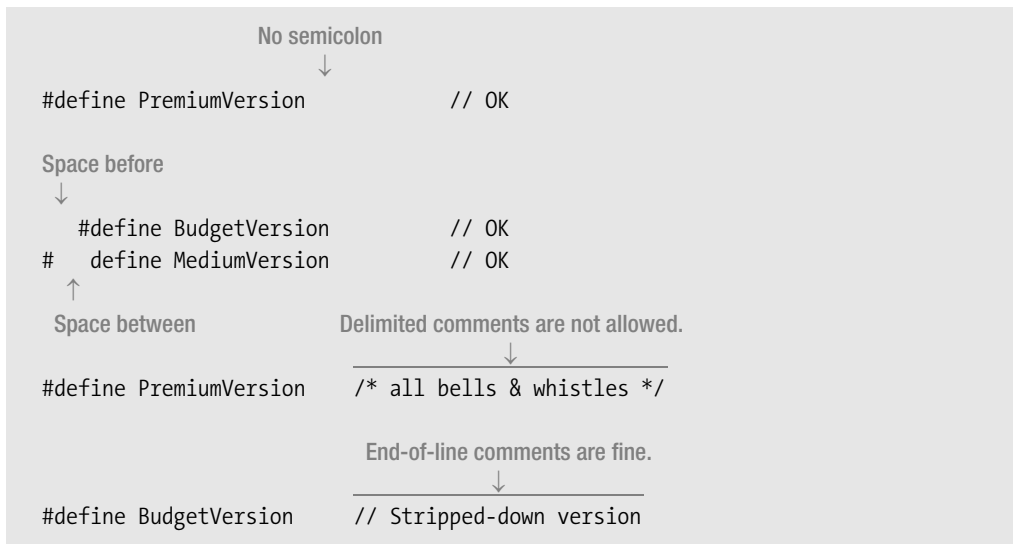 No semicolon
↓
#define PremiumVersion // OK
Space before
↓
#define BudgetVersion // OK
# define MediumVersion // OK
↑
Space between Delimited comments are not allowed.
↓
#define PremiumVersion /* all bells & whistles */
End-of-line comments are fine.
↓
#define BudgetVersion // Stripped-down version